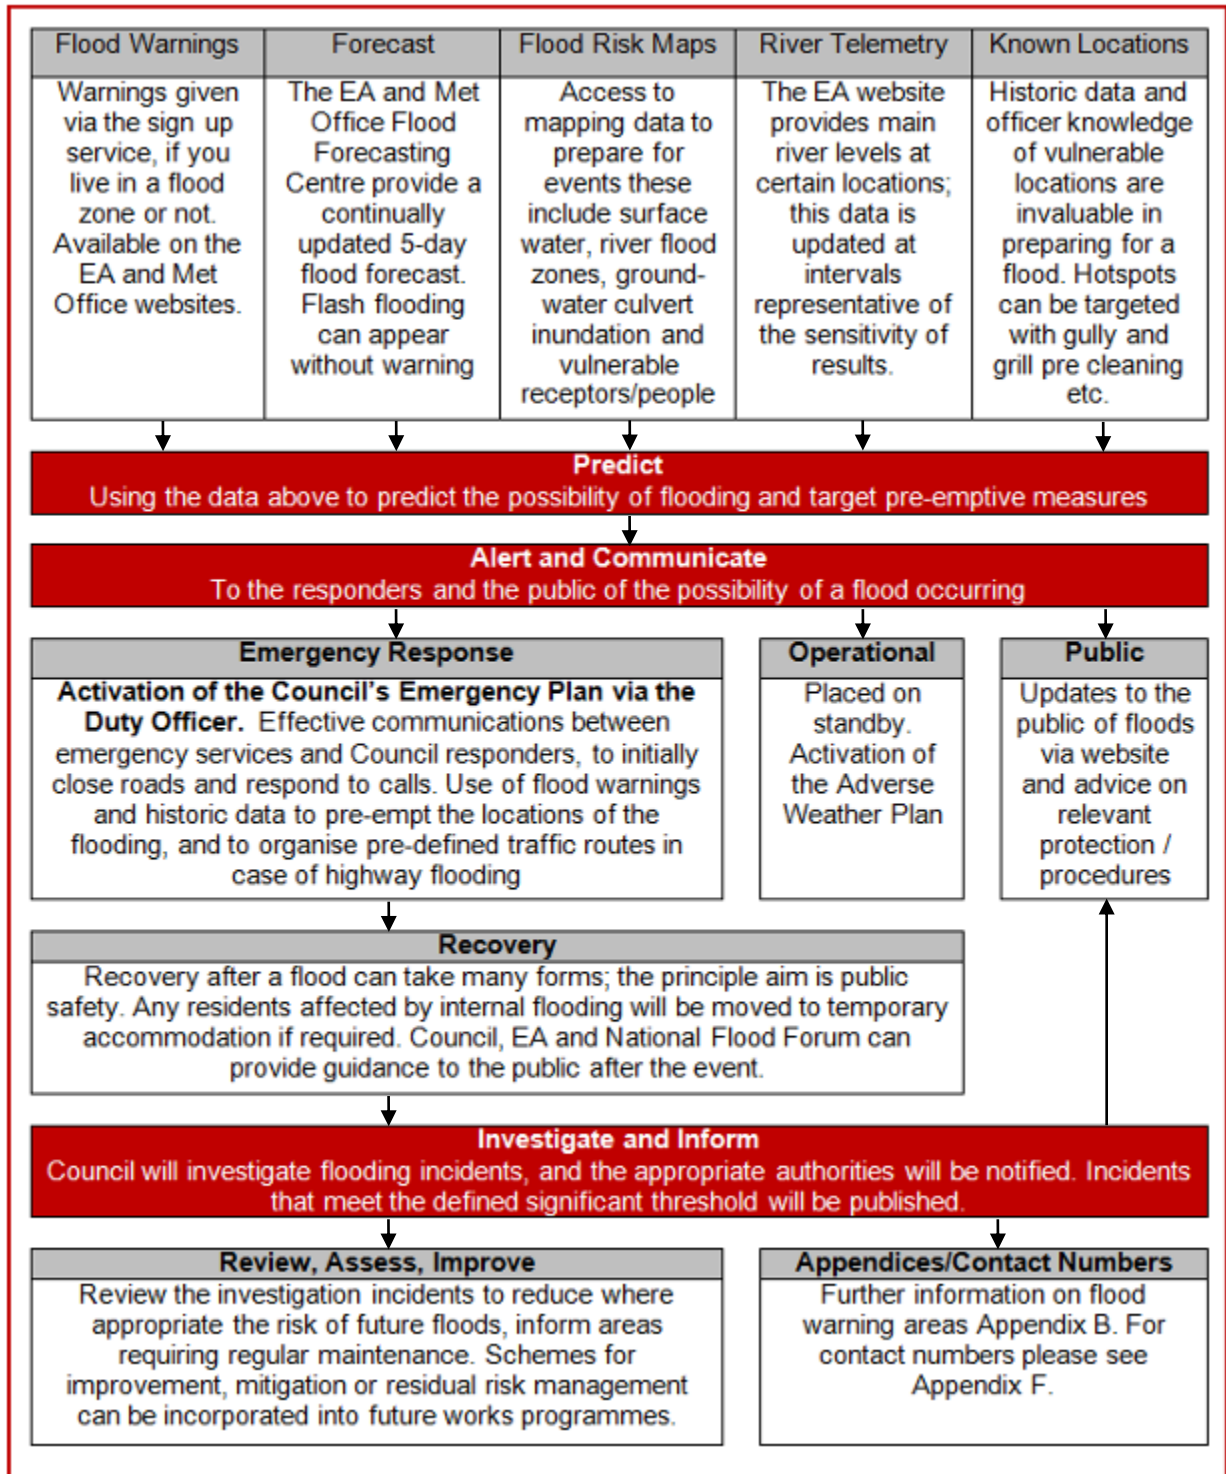 Flood Warnings
Warnings given
via the sign up
service, if you
live in a flood
zone or not.
Available on the
EA and Met
Office websites.
Forecast
The EA and Met
Office Flood
Forecasting
Centre provide a
continually
updated 5-day
flood forecast.
Flash flooding
can appear
without warning
Flood Risk Maps
Access to
mapping data to
prepare for
events these
include surface
water, river flood
zones, ground-
water culvert
inundation and
vulnerable
receptors/people
River Telemetry
The EA website
provides main
river levels at
certain locations;
this data is
updated at
intervals
representative of
the sensitivity of
results.
Known Locations
Historic data and
officer knowledge
of vulnerable
locations are
invaluable in
preparing for a
flood. Hotspots
can be targeted
with gully and
grill pre cleaning
etc.
Predict
Using the data above to predict the possibility of flooding and target pre-emptive measures
Alert and Communicate
To the responders and the public of the possibility of a flood occurring
Emergency Response
Activation of the Council's Emergency Plan via the
Duty Officer. Effective communications between
emergency services and Council responders, to initially
close roads and respond to calls. Use of flood warnings
and historic data to pre-empt the locations of the
flooding, and to organise pre-defined traffic routes in
case of highway flooding
Operational
Placed on
standby.
Activation of
the Adverse
Weather Plan
Public
Updates to the
public of floods
via website
and advice on
relevant
protection /
procedures
Recovery
Recovery after a flood can take many forms; the principle aim is public
safety. Any residents affected by internal flooding will be moved to temporary
accommodation if required. Council, EA and National Flood Forum can
provide guidance to the public after the event.
Investigate and Inform
Council will investigate flooding incidents, and the appropriate authorities will be notified. Incidents
that meet the defined significant threshold will be published.
Review, Assess, Improve
Review the investigation incidents to reduce where
appropriate the risk of future floods, inform areas
requiring regular maintenance. Schemes for
improvement, mitigation or residual risk management
can be incorporated into future works programmes.
Appendices/Contact Numbers
Further information on flood
warning areas Appendix B. For
contact numbers please see
Appendix F.